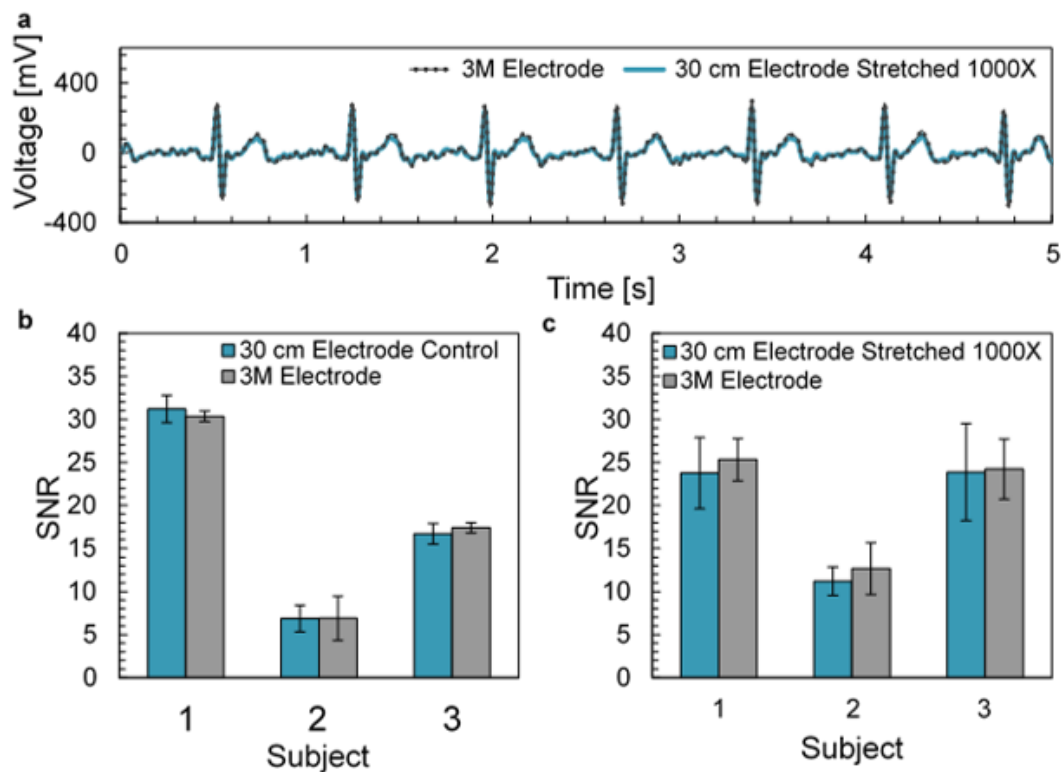 a
Voltage [mV]
400
0
-400
3M Electrode 30 cm Electrode Stretched 1000X
0 1 2 3 4 5
Time [s]
b
SNR
40
35
30
25
20
15
10
5
0
30 cm Electrode Control
3M Electrode
1 2 3
Subject
c
SNR
40
35
30
25
20
15
10
5
0
30 cm Electrode Stretched 1000X
3M Electrode
1 2 3
Subject